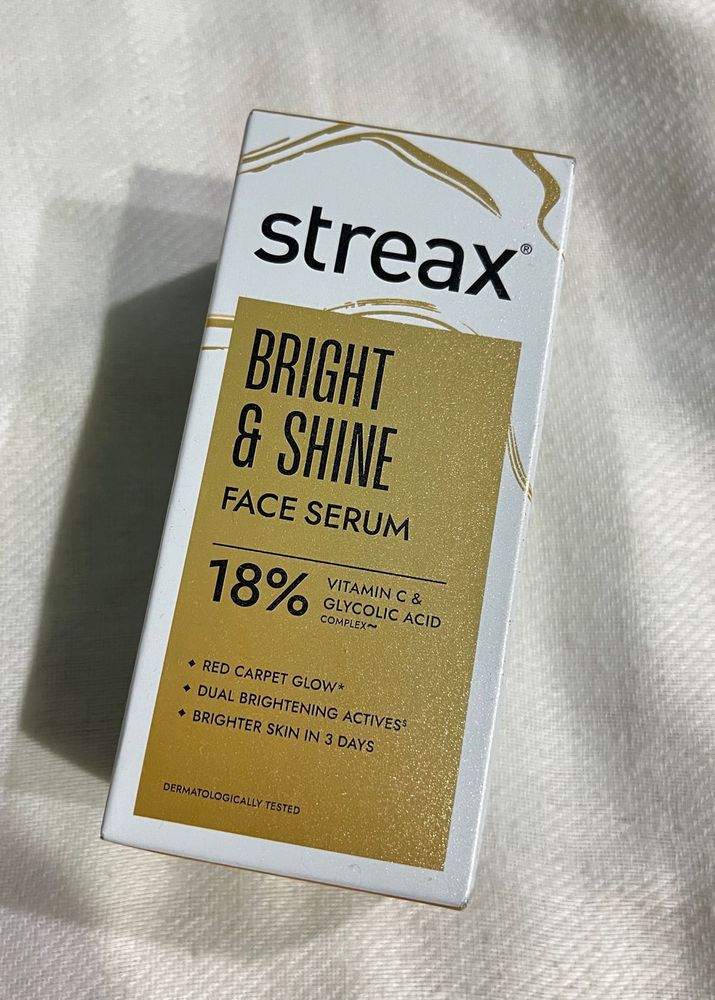 streax®
BRIGHT
& SHINE
FACE SERUM
18% VITAMIN C &
GLYCOLIC ACID
COMPLEX~
◆ RED CARPET GLOW*
◆ DUAL BRIGHTENING ACTIVES$
◆ BRIGHTER SKIN IN 3 DAYS
DERMATOLOGICALLY TESTED